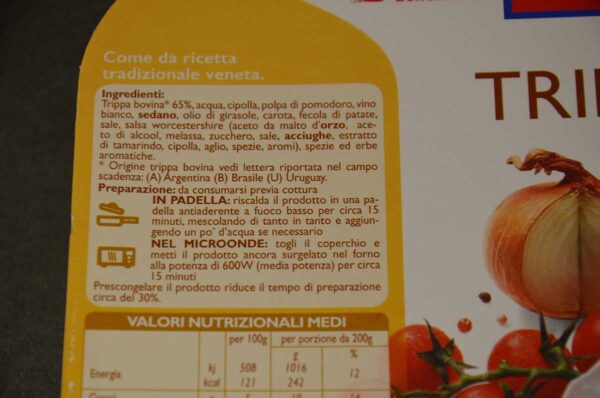 Come da ricetta
tradizionale veneta.
Ingredienti:
Trippa bovina* 65%, acqua, cipolla, polpa di pomodoro, vino
bianco, sedano, olio di girasole, carota, fecola di patate,
sale, salsa worcestershire (aceto da malto d'orzo, ace-
to di alcool, melassa, zucchero, sale, acciughe, estratto
di tamarindo, cipolla, aglio, spezie, aromi), spezie ed erbe
aromatiche.
* Origine trippa bovina vedi lettera riportata nel campo
scadenza: (A) Argentina (B) Brasile (U) Uruguay.
Preparazione: da consumarsi previa cottura
IN PADELLA: riscalda il prodotto in una pa-
della antiaderente a fuoco basso per circa 15
minuti, mescolando di tanto in tanto e aggiun-
gendo un po' d'acqua se necessario
NEL MICROONDE: togli il coperchio e
metti il prodotto ancora surgelato nel forno
alla potenza di 600W (media potenza) per circa
15 minuti
Prescongelare il prodotto riduce il tempo di preparazione
circa del 30%.
VALORI NUTRIZIONALI MEDI
per 100g per porzione da 200g
g %
Energia kj 508 1016 12
kcal 121 242
TRI